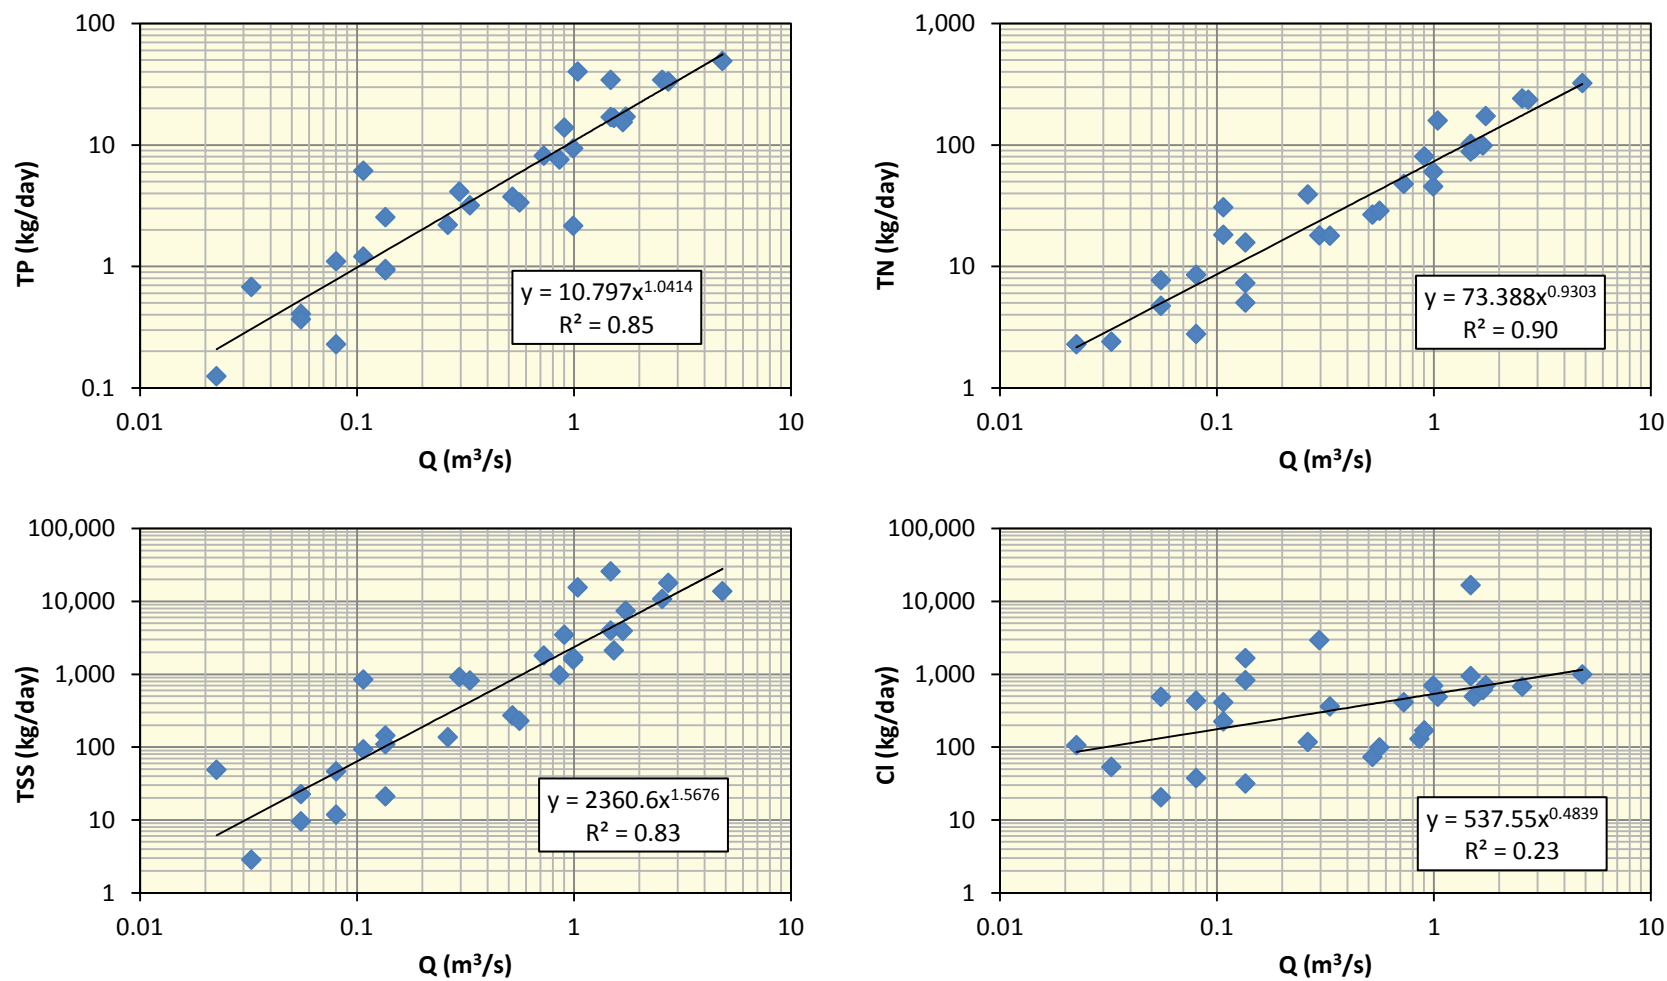 100
10
1
0.1
TP (kg/day)
y = 10.797x^1.0414
R² = 0.85
0.01 0.1 1 10
Q (m³/s)
1,000
100
10
1
TN (kg/day)
y = 73.388x^0.9303
R² = 0.90
0.01 0.1 1 10
Q (m³/s)
100,000
10,000
1,000
100
10
1
TSS (kg/day)
y = 2360.6x^1.5676
R² = 0.83
0.01 0.1 1 10
Q (m³/s)
100,000
10,000
1,000
100
10
1
Cl (kg/day)
y = 537.55x^0.4839
R² = 0.23
0.01 0.1 1 10
Q (m³/s)